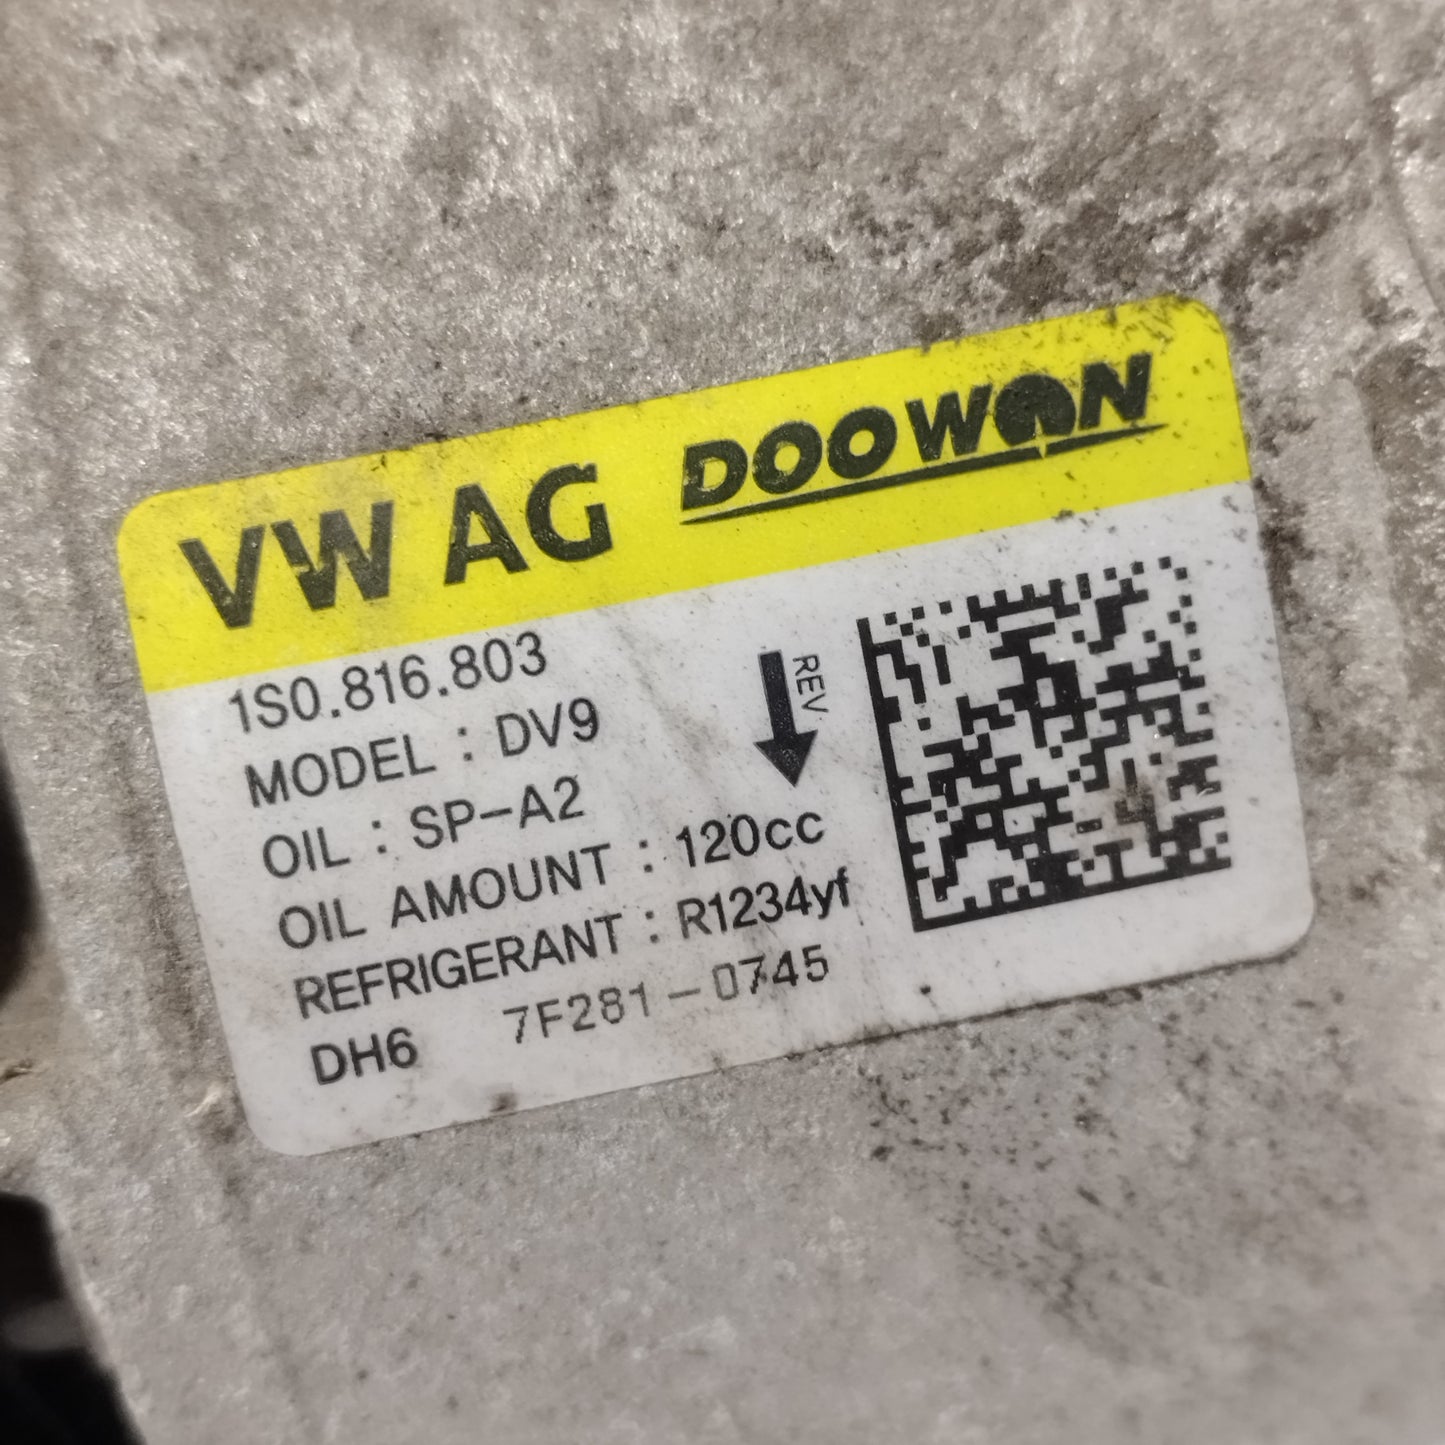 VW AG DOOWON
1S0.816.803
MODEL : DV9
REV
OIL : SP-A2
OIL AMOUNT : 120cc
REFRIGERANT : R1234yf
DH6 7F281-0745